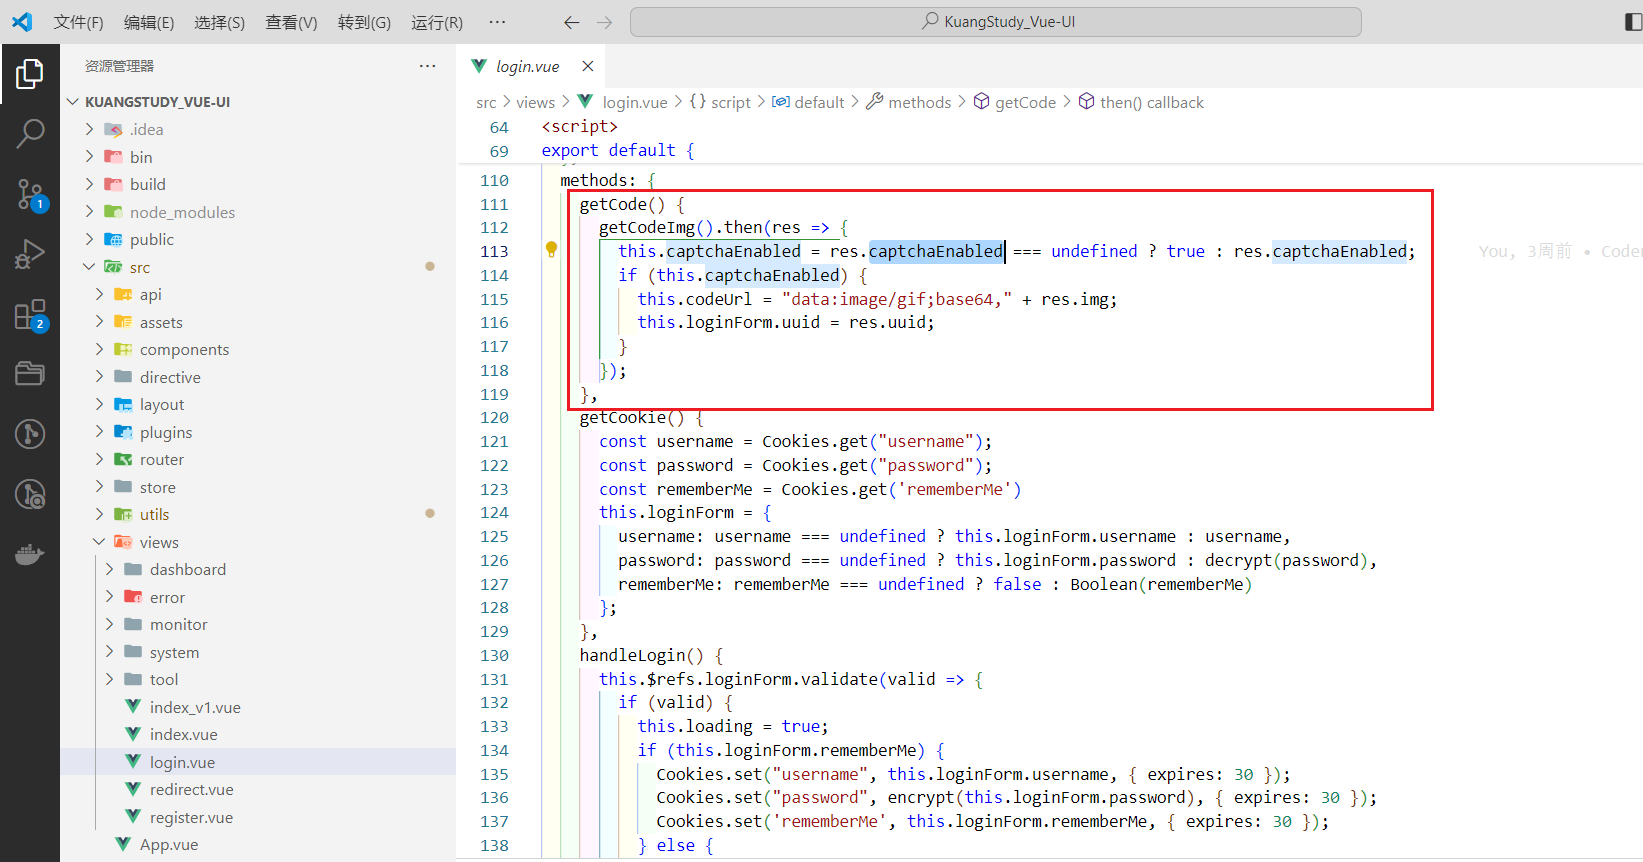 文件(F) 编辑(E) 选择(S) 查看(V) 转到(G) 运行(R) ··· KuangStudy_Vue-UI
资源管理器 ···
KUANGSTUDY_VUE-UI
.idea
bin
build
node_modules
public
src
api
assets
components
directive
layout
plugins
router
store
utils
views
dashboard
error
monitor
system
tool
index_v1.vue
index.vue
login.vue
redirect.vue
register.vue
App.vue
1
2
login.vue
src > views > login.vue > {} script > default > methods > getCode > then() callback
64 <script>
69 export default {
110 methods: {
111 getCode() {
112 getCodeImg().then(res => {
113 this.captchaEnabled = res.captchaEnabled === undefined ? true : res.captchaEnabled; You, 3周前 • Coder
114 if (this.captchaEnabled) {
115 this.codeUrl = "data:image/gif;base64," + res.img;
116 this.loginForm.uuid = res.uuid;
117 }
118 });
119 },
120 getCookie() {
121 const username = Cookies.get("username");
122 const password = Cookies.get("password");
123 const rememberMe = Cookies.get('rememberMe')
124 this.loginForm = {
125 username: username === undefined ? this.loginForm.username : username,
126 password: password === undefined ? this.loginForm.password : decrypt(password),
127 rememberMe: rememberMe === undefined ? false : Boolean(rememberMe)
128 };
129 },
130 handleLogin() {
131 this.$refs.loginForm.validate(valid => {
132 if (valid) {
133 this.loading = true;
134 if (this.loginForm.rememberMe) {
135 Cookies.set("username", this.loginForm.username, { expires: 30 });
136 Cookies.set("password", encrypt(this.loginForm.password), { expires: 30 });
137 Cookies.set('rememberMe', this.loginForm.rememberMe, { expires: 30 });
138 } else {